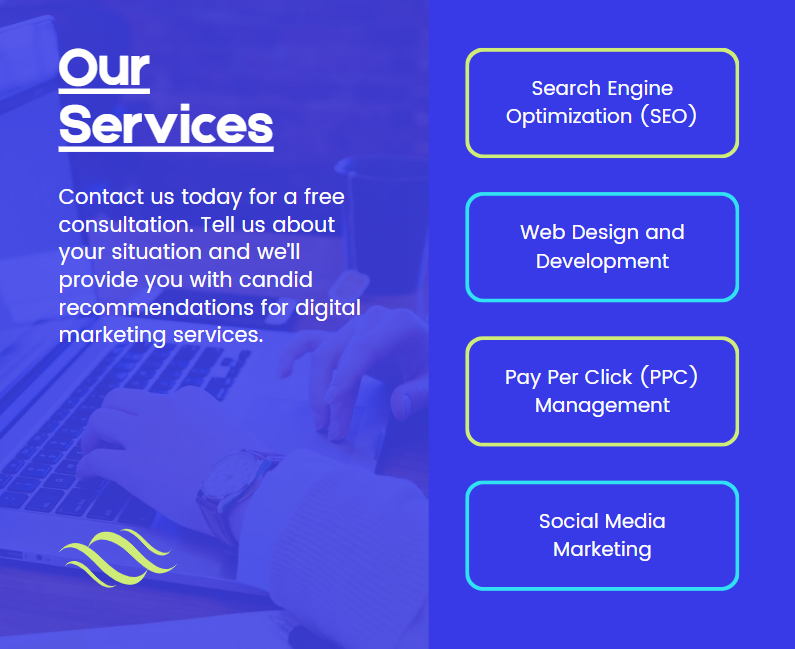 Our
Services
Contact us today for a free
consultation. Tell us about
your situation and we'll
provide you with candid
recommendations for digital
marketing services.
Search Engine
Optimization (SEO)
Web Design and
Development
Pay Per Click (PPC)
Management
Social Media
Marketing